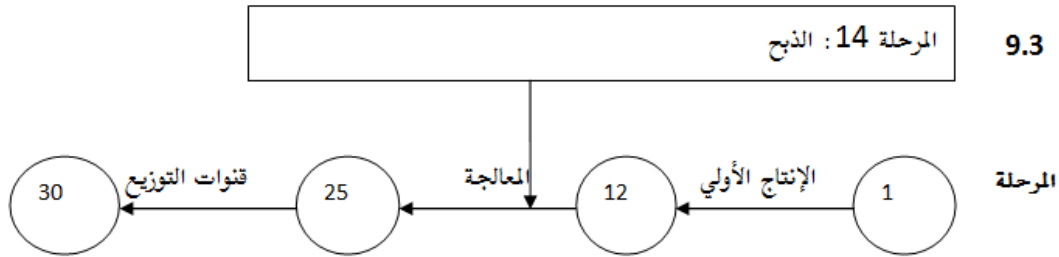 9.3 المرحلة 14: الذبح
المرحلة 1 الإنتاج الأولي 12 المعالجة 25 قنوات التوزيع 30